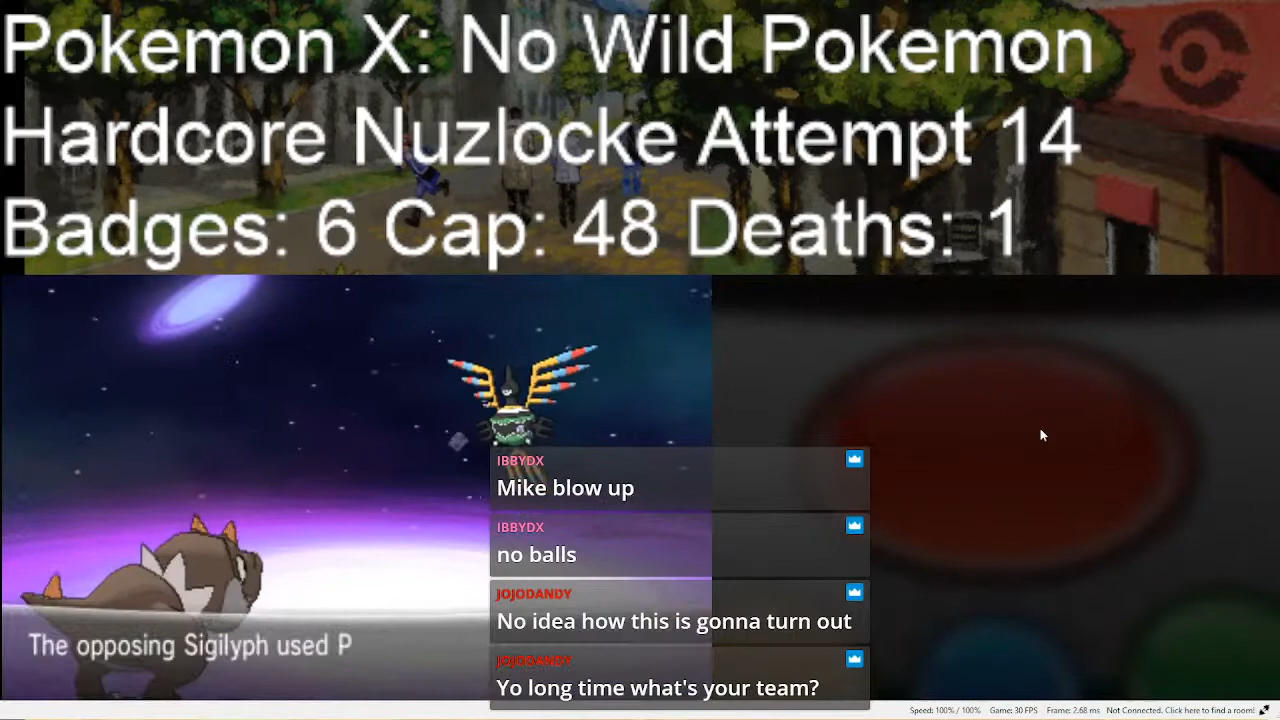 Pokemon X: No Wild Pokemon
Hardcore Nuzlocke Attempt 14
Badges: 6 Cap: 48 Deaths: 1
IBBYDX
Mike blow up
IBBYDX
no balls
JOJODANDY
No idea how this is gonna turn out
JOJODANDY
Yo long time what's your team?
The opposing Sigilyph used P
Speed: 100% / 100% Game: 30 FPS Frame: 2.68 ms Not Connected. Click here to find a room!